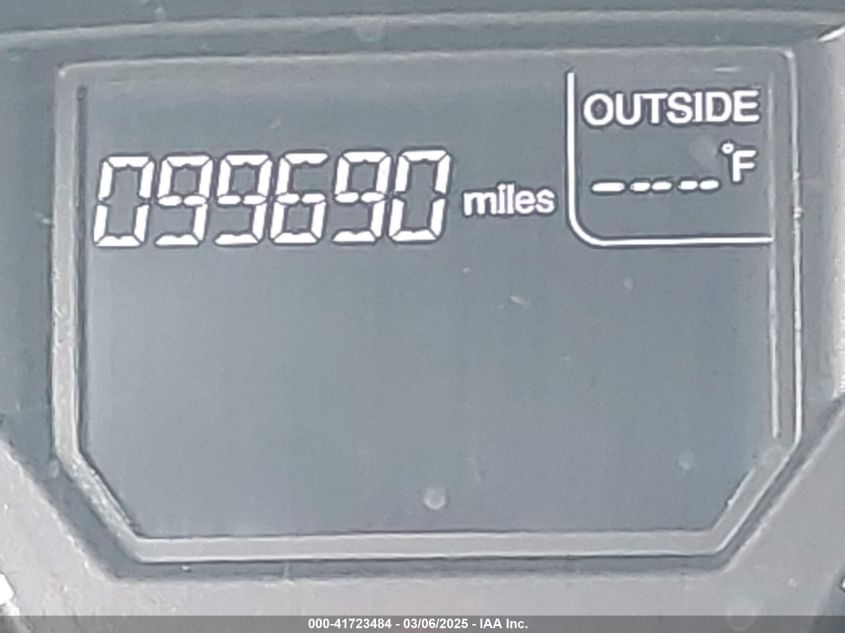 OUTSIDE
099690 miles
----°F
000-41723484 - 03/06/2025 - IAA Inc.